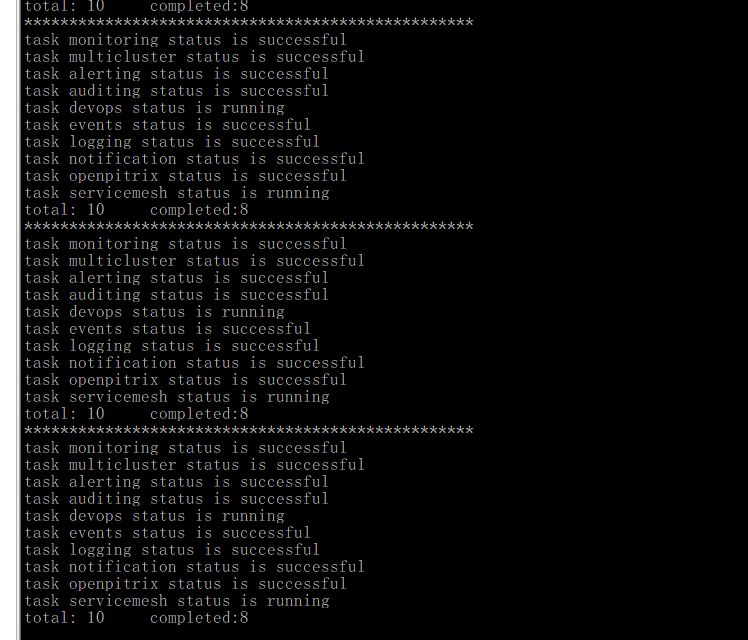 total: 10     completed:8
**************************************************
task monitoring status is successful
task multicluster status is successful
task alerting status is successful
task auditing status is successful
task devops status is running
task events status is successful
task logging status is successful
task notification status is successful
task openpitrix status is successful
task servicemesh status is running
total: 10     completed:8
**************************************************
task monitoring status is successful
task multicluster status is successful
task alerting status is successful
task auditing status is successful
task devops status is running
task events status is successful
task logging status is successful
task notification status is successful
task openpitrix status is successful
task servicemesh status is running
total: 10     completed:8
**************************************************
task monitoring status is successful
task multicluster status is successful
task alerting status is successful
task auditing status is successful
task devops status is running
task events status is successful
task logging status is successful
task notification status is successful
task openpitrix status is successful
task servicemesh status is running
total: 10     completed:8